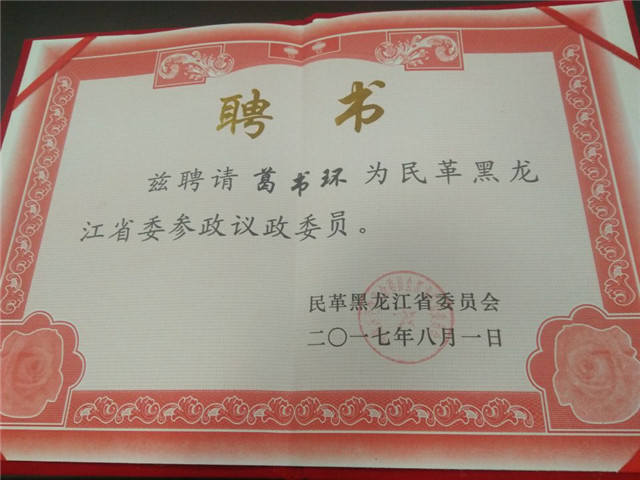 聘书
兹聘请葛书环为民革黑龙
江省委参政议政委员。
民革黑龙江省委员会
二〇一七年八月一日